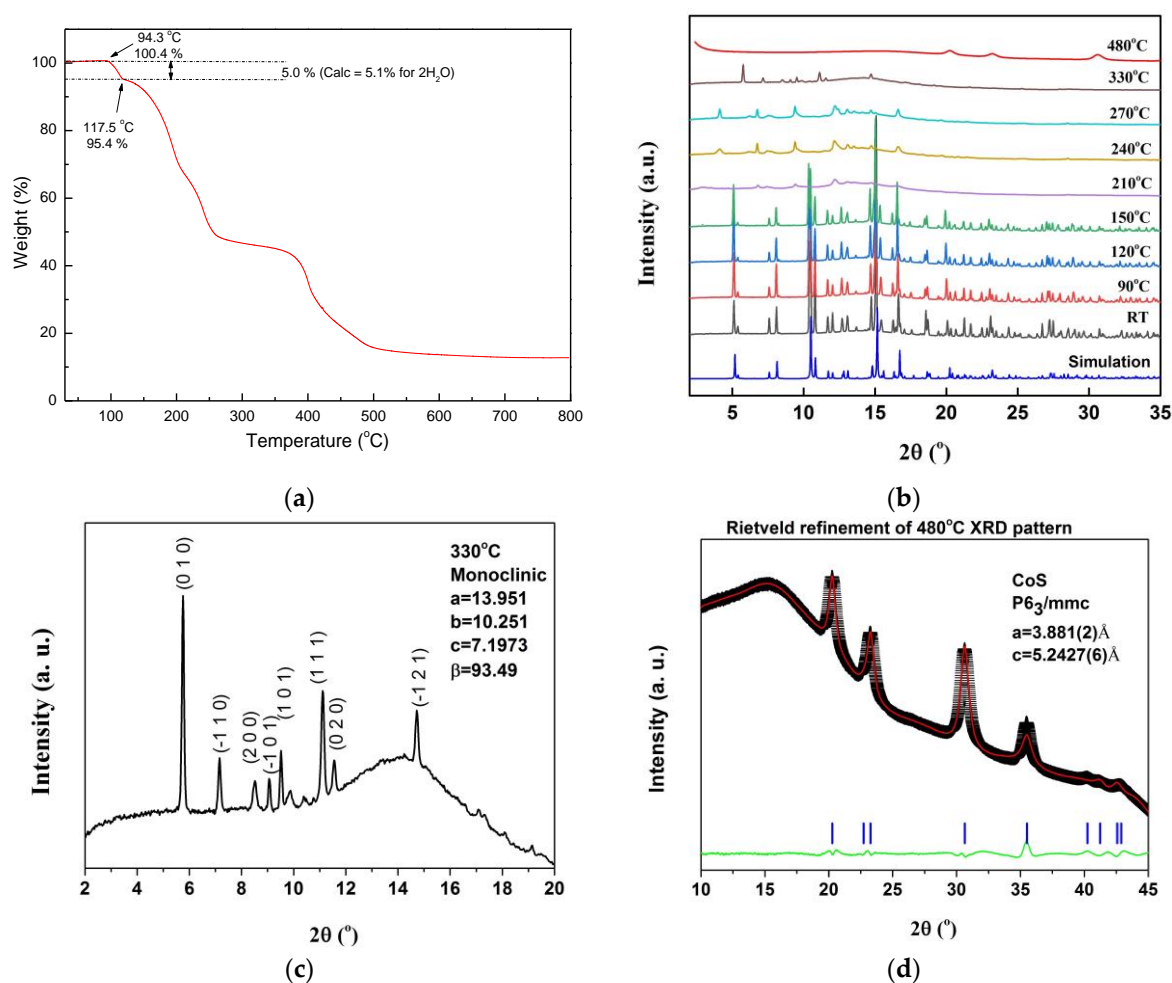 94.3 °C
100.4 %
5.0 % (Calc = 5.1% for 2H₂O)
117.5 °C
95.4 %
Weight (%)
100
80
60
40
20
0
100 200 300 400 500 600 700 800
Temperature (°C)
(a)
480°C
330°C
270°C
240°C
210°C
150°C
120°C
90°C
RT
Simulation
Intensity (a.u.)
5 10 15 20 25 30 35
2θ (°)
(b)
330°C
Monoclinic
a=13.951
b=10.251
c=7.1973
β=93.49
(0 1 0)
(-1 1 0)
(2 0 0)
(-1 0 1)
(1 0 1)
(1 1 1)
(0 2 0)
(-1 2 1)
Intensity (a. u.)
2 4 6 8 10 12 14 16 18 20
2θ (°)
(c)
Rietveld refinement of 480°C XRD pattern
CoS
P6₃/mmc
a=3.881(2)Å
c=5.2427(6)Å
Intensity (a. u.)
10 15 20 25 30 35 40 45
2θ (°)
(d)